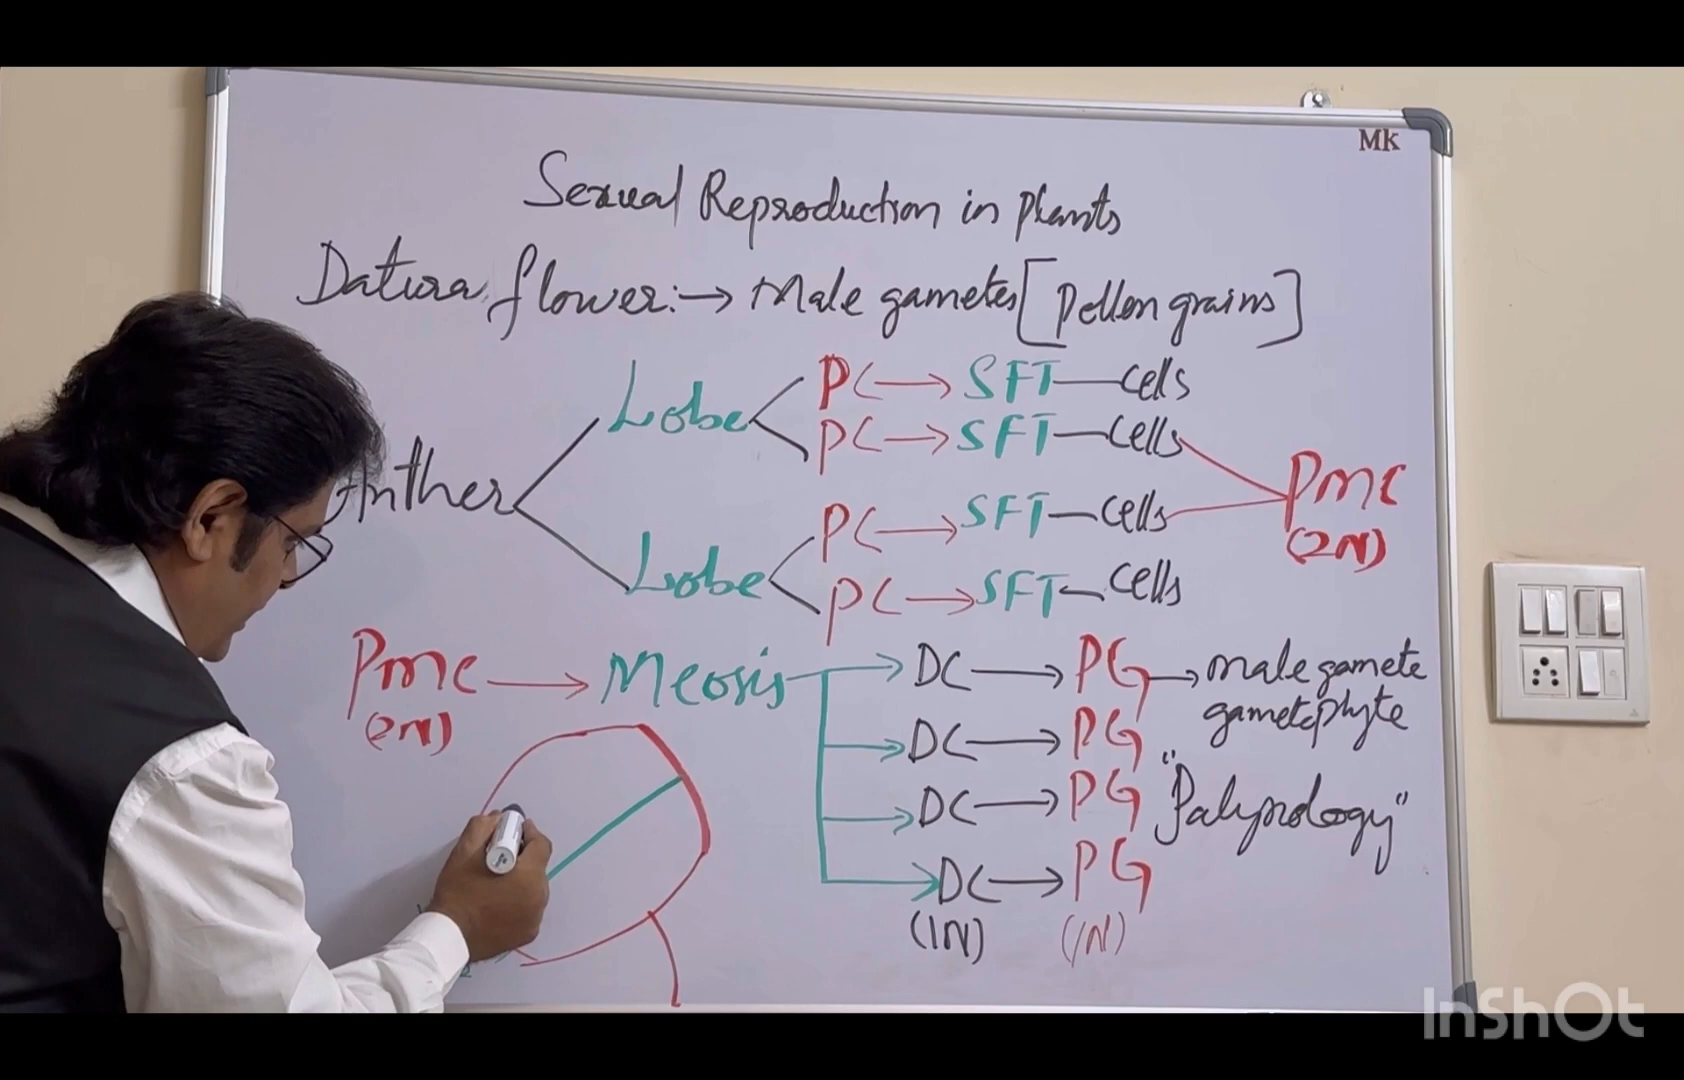 Mk
Sexual Reproduction in plants
Datura flower:→ Male gametes [Pollen grains]
Lobe
PC → SFT — cells
PC → SFT — cells
Anther
PMC
(2N)
PC → SFT — cells
Lobe
PC → SFT — cells
PMC → Meosis
(2N)
DC → PG → male gamete
gametophyte
DC → PG
DC → PG "Palynology"
DC → PG
(1N) (1N)
InShOt